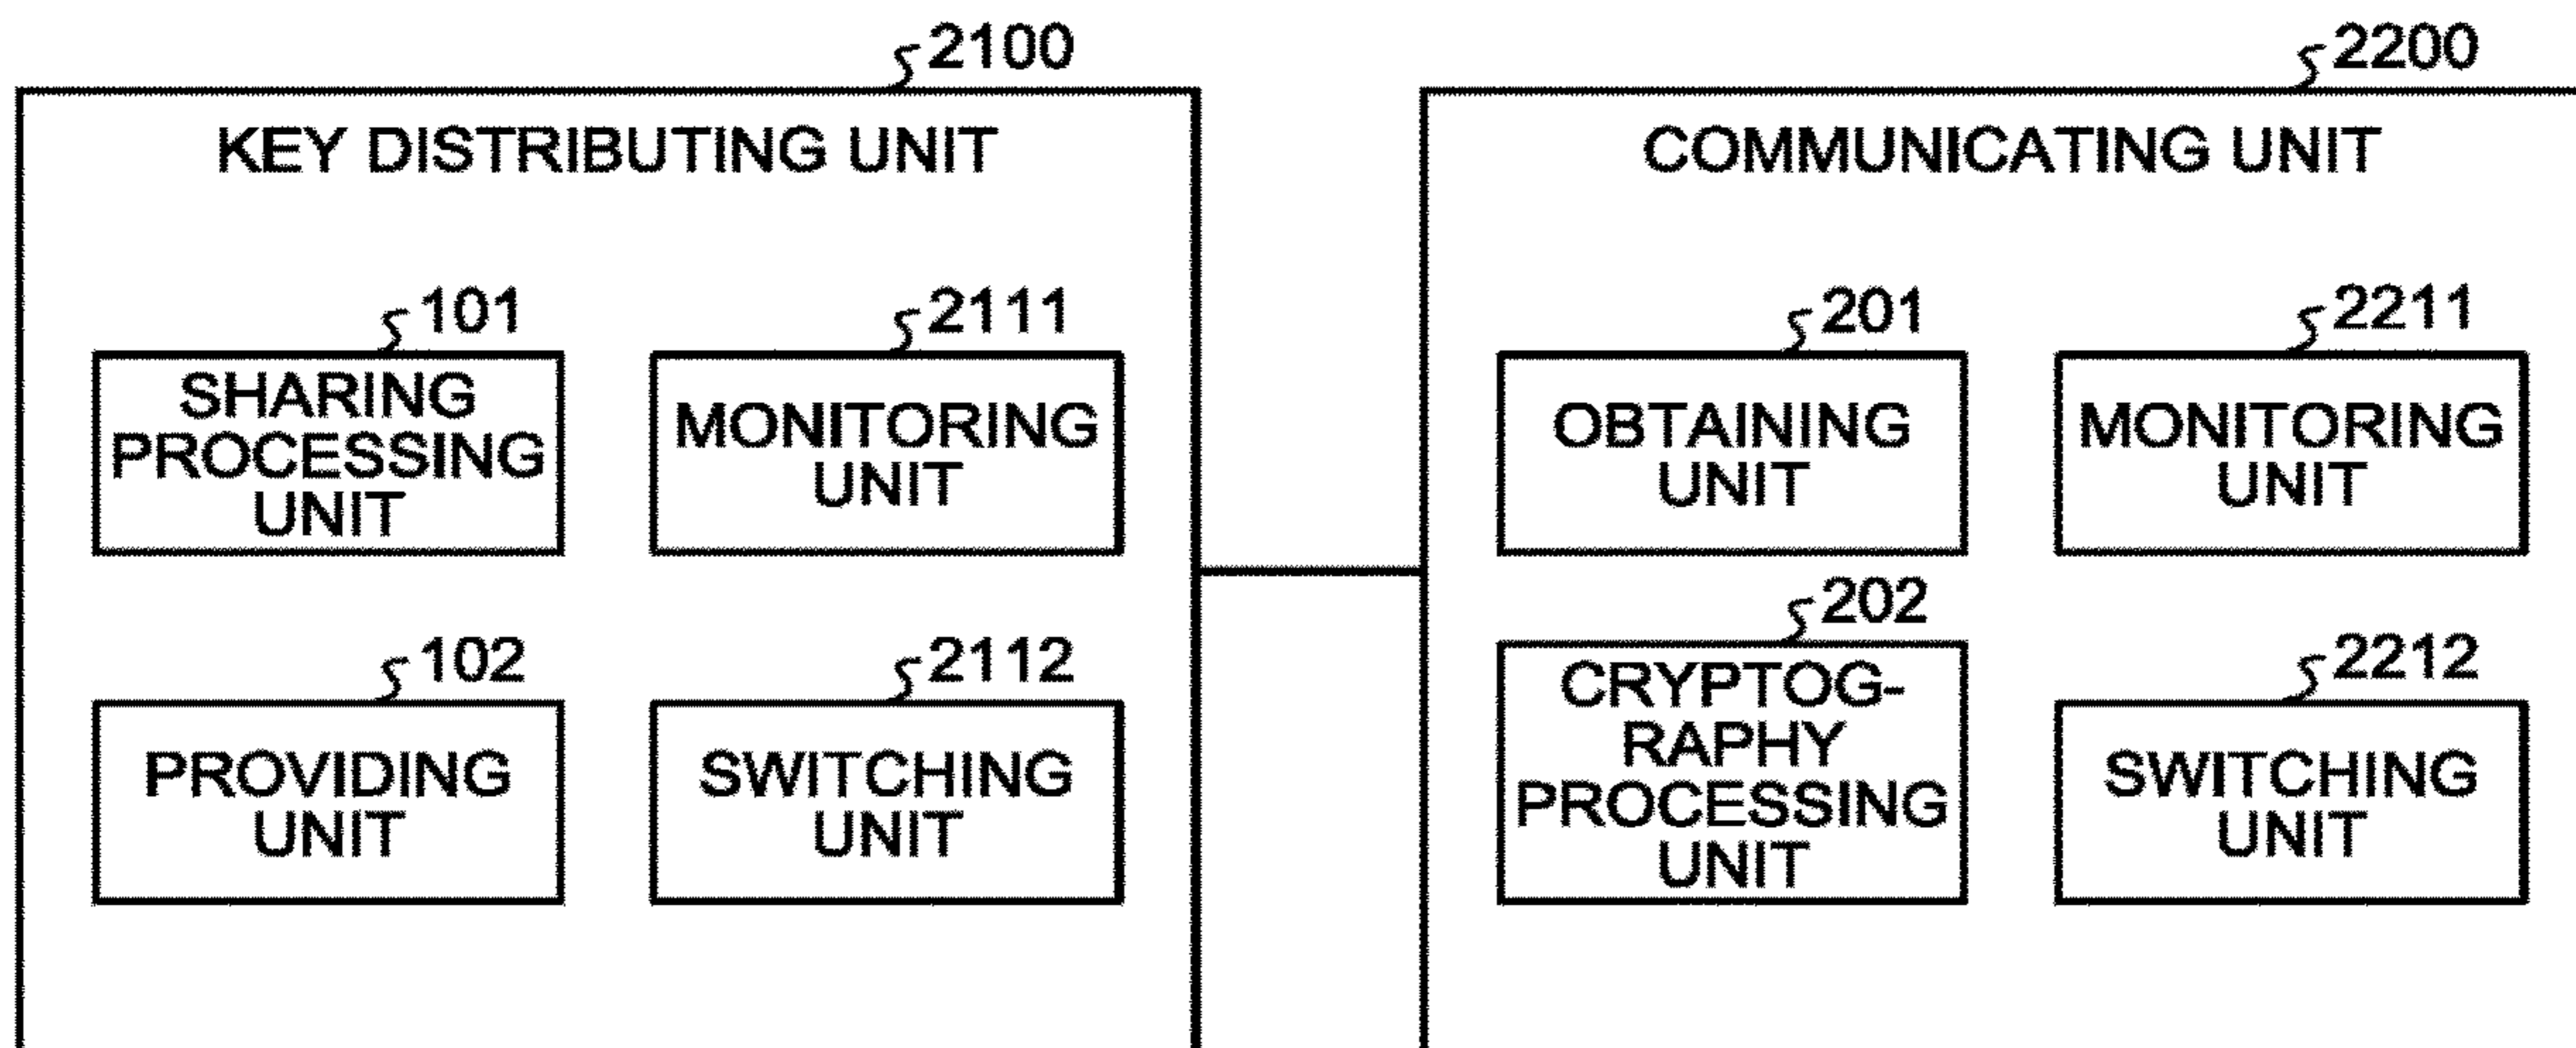 2100
KEY DISTRIBUTING UNIT
101
SHARING
PROCESSING
UNIT
2111
MONITORING
UNIT
102
PROVIDING
UNIT
2112
SWITCHING
UNIT
2200
COMMUNICATING UNIT
201
OBTAINING
UNIT
2211
MONITORING
UNIT
202
CRYPTOG-
RAPHY
PROCESSING
UNIT
2212
SWITCHING
UNIT